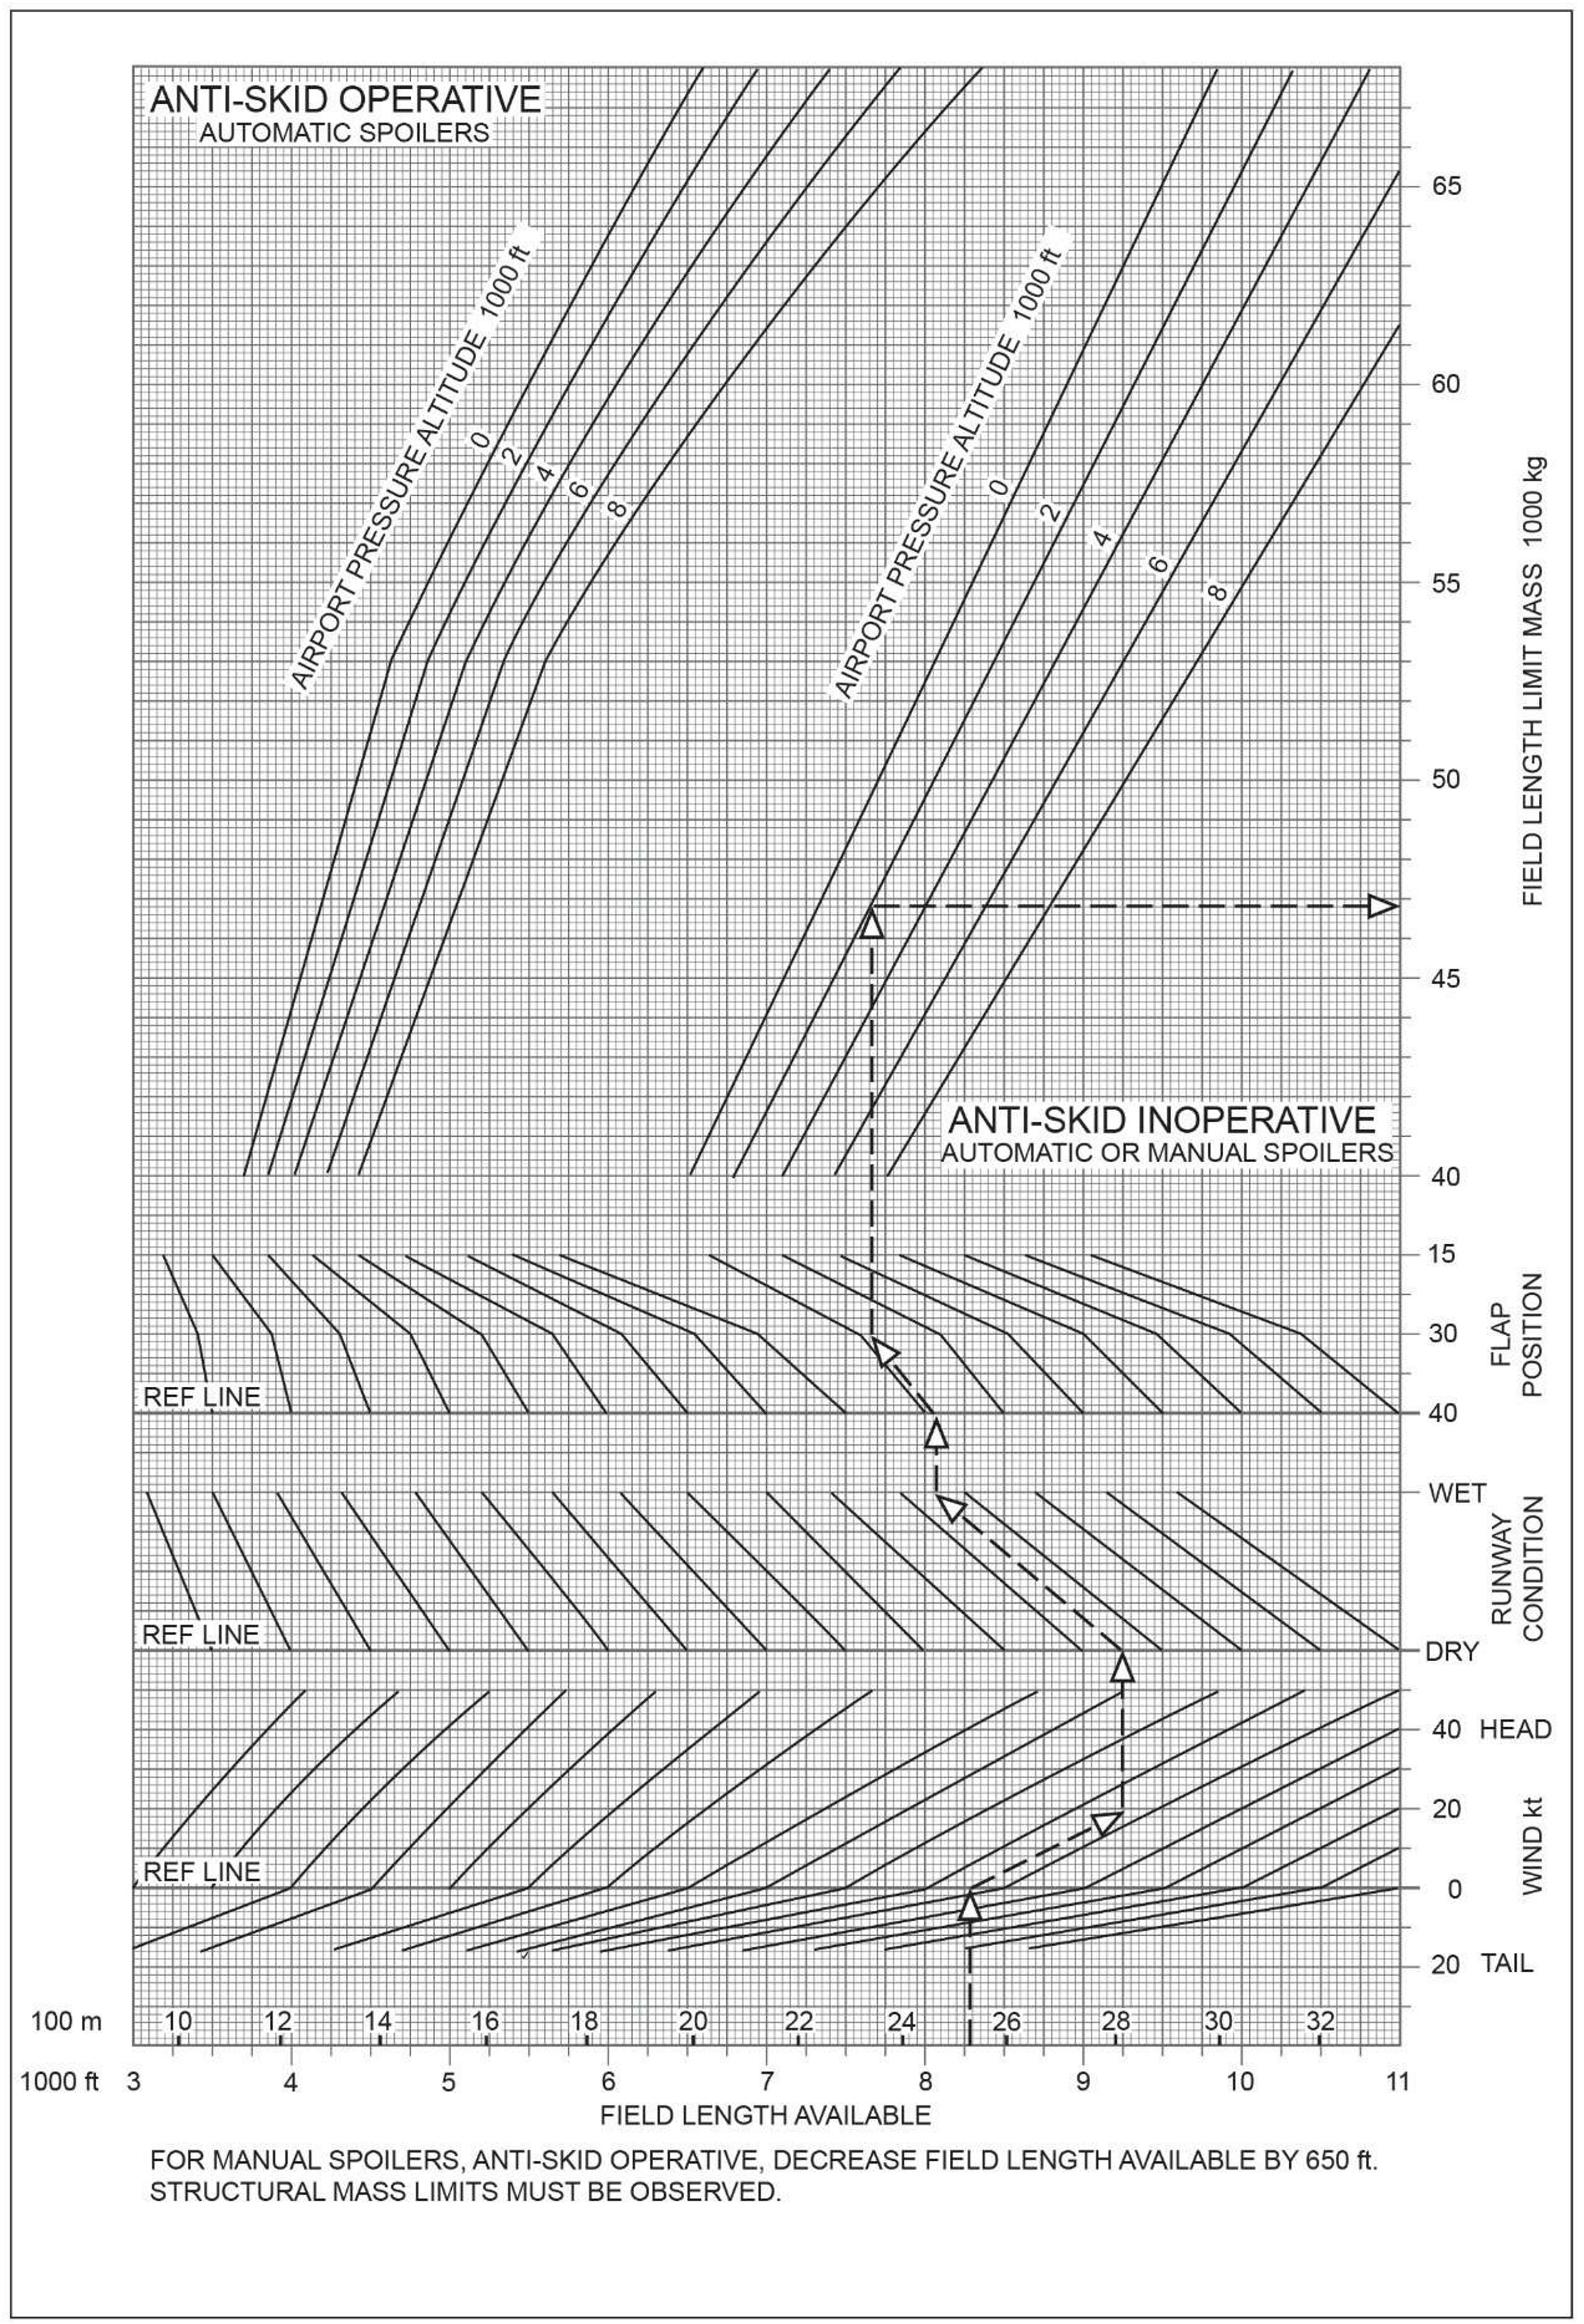 ANTI-SKID OPERATIVE
AUTOMATIC SPOILERS
AIRPORT PRESSURE ALTITUDE 1000 ft
0
2
4
6
8
AIRPORT PRESSURE ALTITUDE 1000 ft
0
2
4
6
8
65
60
55
50
45
40
FIELD LENGTH LIMIT MASS 1000 kg
ANTI-SKID INOPERATIVE
AUTOMATIC OR MANUAL SPOILERS
15
30
40
FLAP
POSITION
REF LINE
WET
DRY
RUNWAY
CONDITION
REF LINE
40 HEAD
20
0
20 TAIL
WIND kt
REF LINE
100 m 10 12 14 16 18 20 22 24 26 28 30 32
1000 ft 3 4 5 6 7 8 9 10 11
FIELD LENGTH AVAILABLE
FOR MANUAL SPOILERS, ANTI-SKID OPERATIVE, DECREASE FIELD LENGTH AVAILABLE BY 650 ft.
STRUCTURAL MASS LIMITS MUST BE OBSERVED.